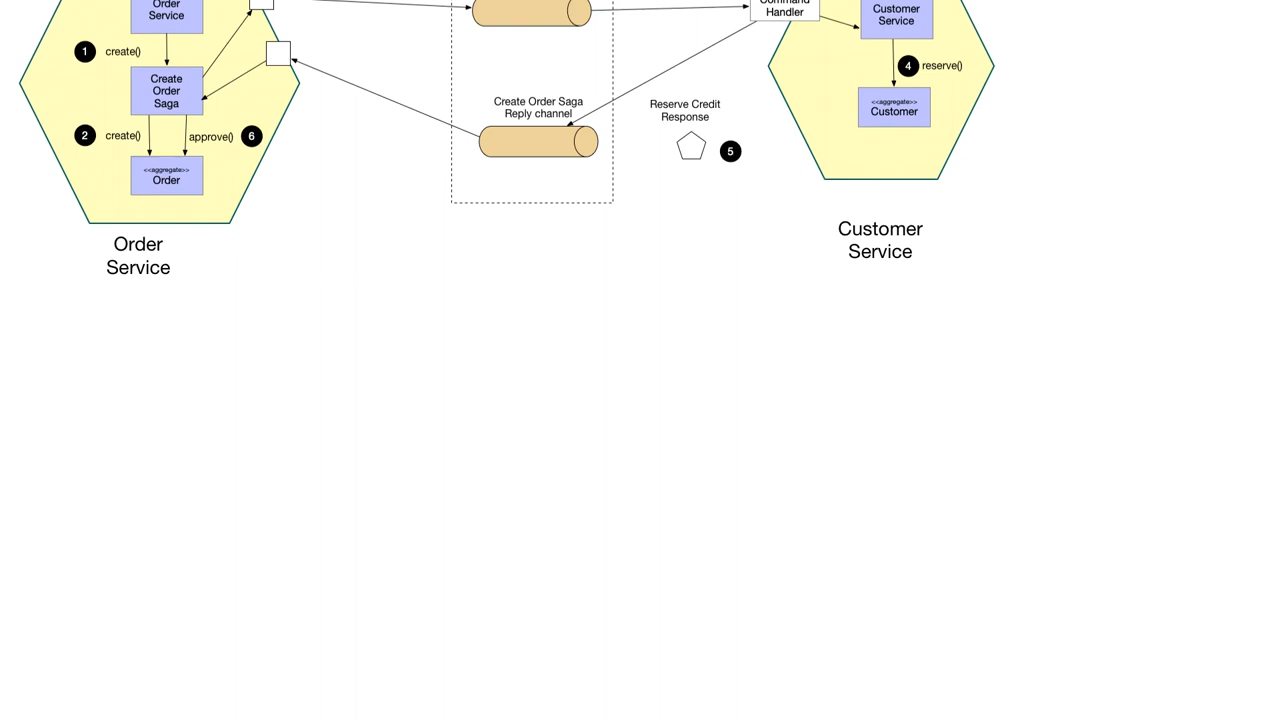 Order
Service
1
create()
Create
Order
Saga
2
create()
approve()
6
<<aggregate>>
Order
Order
Service
Create Order Saga
Reply channel
Reserve Credit
Response
5
Command
Handler
Customer
Service
4
reserve()
<<aggregate>>
Customer
Customer
Service